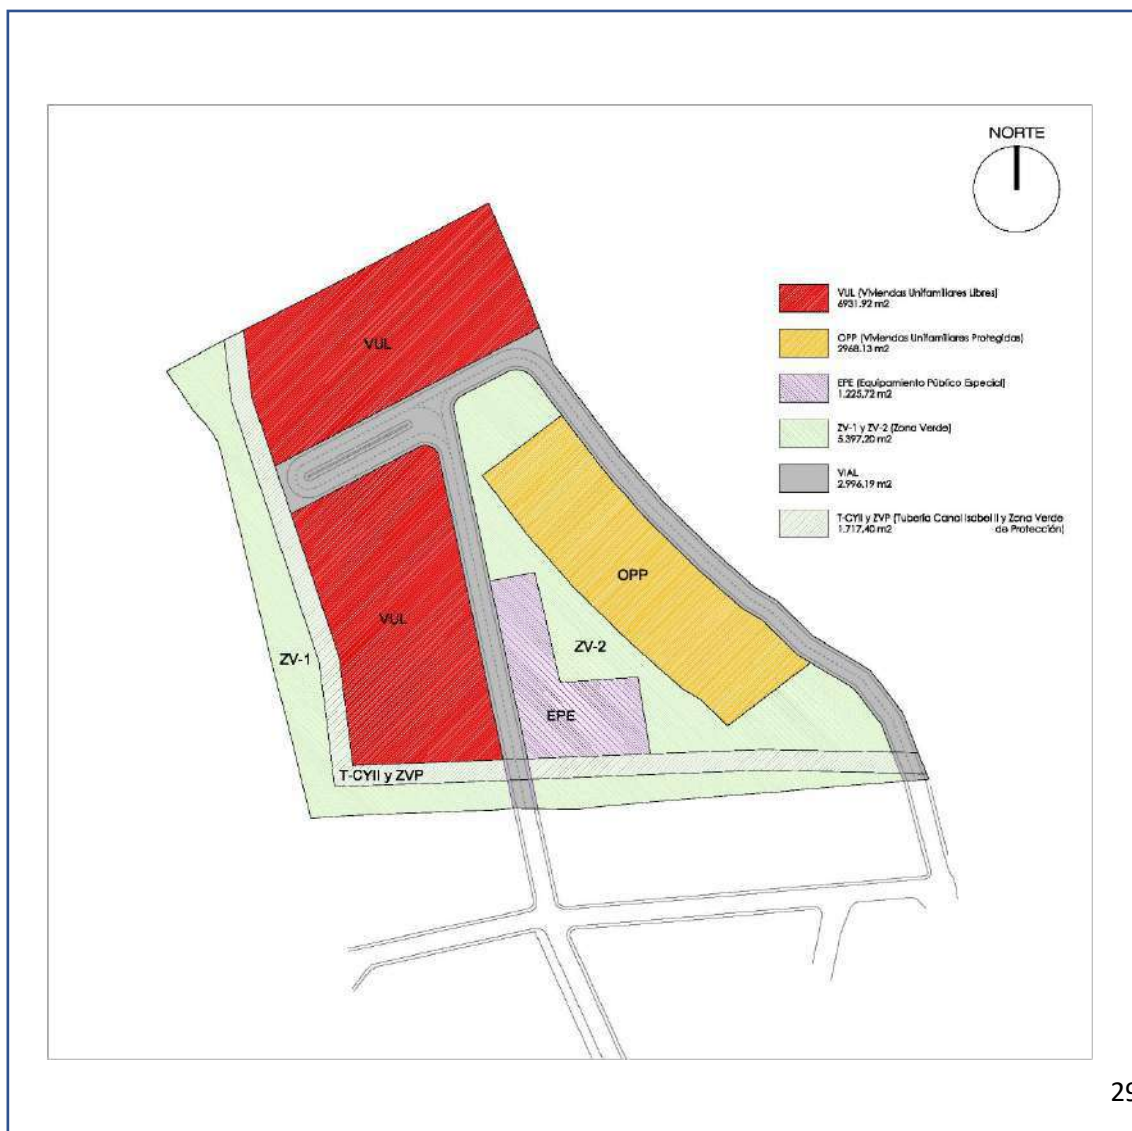 NORTE
VUL (Viviendas Unifamiliares Libres)
6931.92 m2
OPP (Viviendas Unifamiliares Protegidas)
2968.13 m2
EPE (Equipamiento Público Especial)
1.225,72 m2
ZV-1 y ZV-2 (Zona Verde)
5.397,20 m2
VIAL
2.996,19 m2
T-CYII y ZVP (Tubería Canal Isabel II y Zona Verde
de Protección)
1.717,40 m2
VUL
OPP
VUL
ZV-2
ZV-1
EPE
T-CYII y ZVP
29